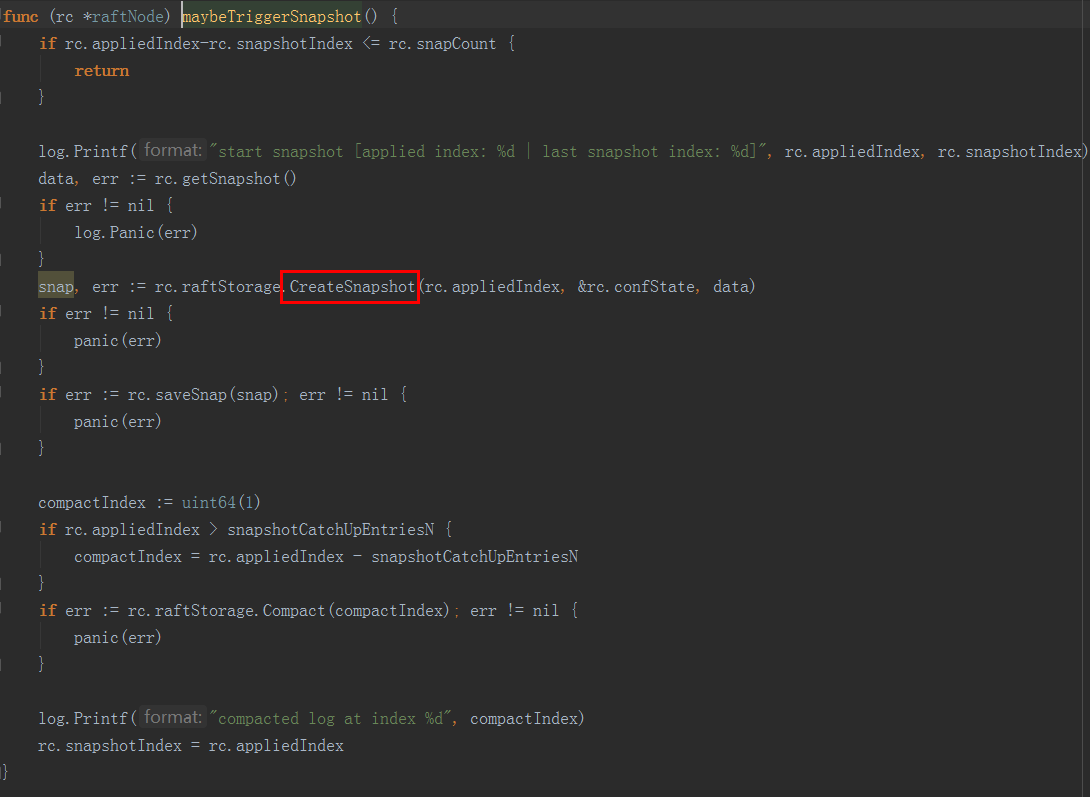 func (rc *raftNode) maybeTriggerSnapshot() {
if rc.appliedIndex-rc.snapshotIndex <= rc.snapCount {
return
}
log.Printf( format: "start snapshot [applied index: %d | last snapshot index: %d]", rc.appliedIndex, rc.snapshotIndex)
data, err := rc.getSnapshot()
if err != nil {
log.Panic(err)
}
snap, err := rc.raftStorage.CreateSnapshot(rc.appliedIndex, &rc.confState, data)
if err != nil {
panic(err)
}
if err := rc.saveSnap(snap); err != nil {
panic(err)
}
compactIndex := uint64(1)
if rc.appliedIndex > snapshotCatchUpEntriesN {
compactIndex = rc.appliedIndex - snapshotCatchUpEntriesN
}
if err := rc.raftStorage.Compact(compactIndex); err != nil {
panic(err)
}
log.Printf( format: "compacted log at index %d", compactIndex)
rc.snapshotIndex = rc.appliedIndex
}